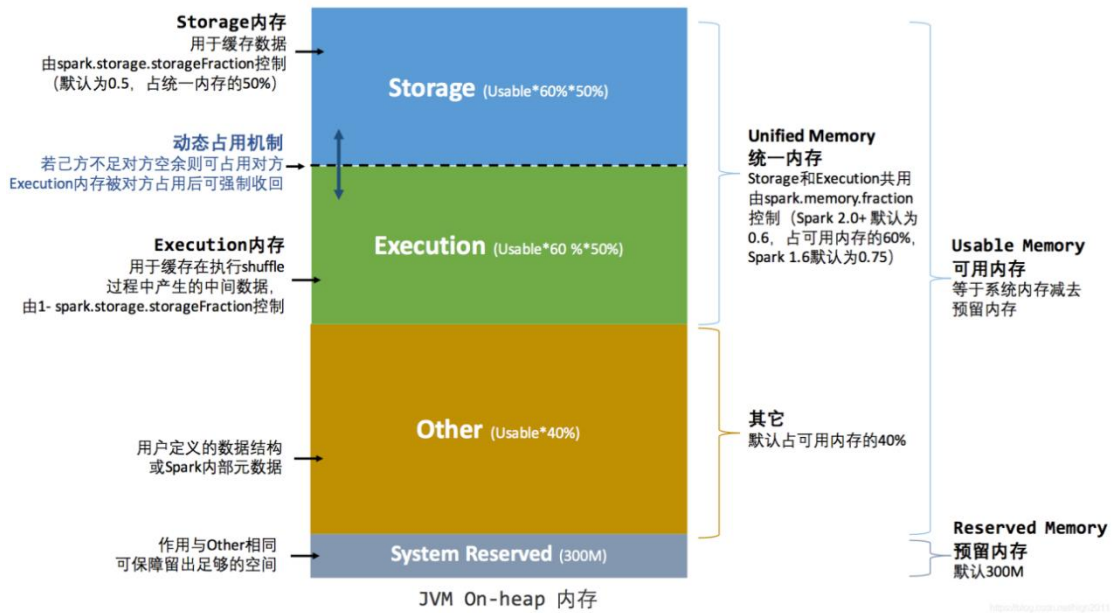 Storage内存
用于缓存数据
由spark.storage.storageFraction控制
（默认为0.5，占统一内存的50%）
动态占用机制
若己方不足对方空余则可占用对方
Execution内存被对方占用后可强制收回
Execution内存
用于缓存在执行shuffle
过程中产生的中间数据，
由1- spark.storage.storageFraction控制
用户定义的数据结构
或Spark内部元数据
作用与Other相同
可保障留出足够的空间
Storage (Usable*60%*50%)
Execution (Usable*60 %*50%)
Other (Usable*40%)
System Reserved (300M)
JVM On-heap 内存
Unified Memory
统一内存
Storage和Execution共用
由spark.memory.fraction
控制（Spark 2.0+ 默认为
0.6，占可用内存的60%，
Spark 1.6默认为0.75）
其它
默认占可用内存的40%
Usable Memory
可用内存
等于系统内存减去
预留内存
Reserved Memory
预留内存
默认300M